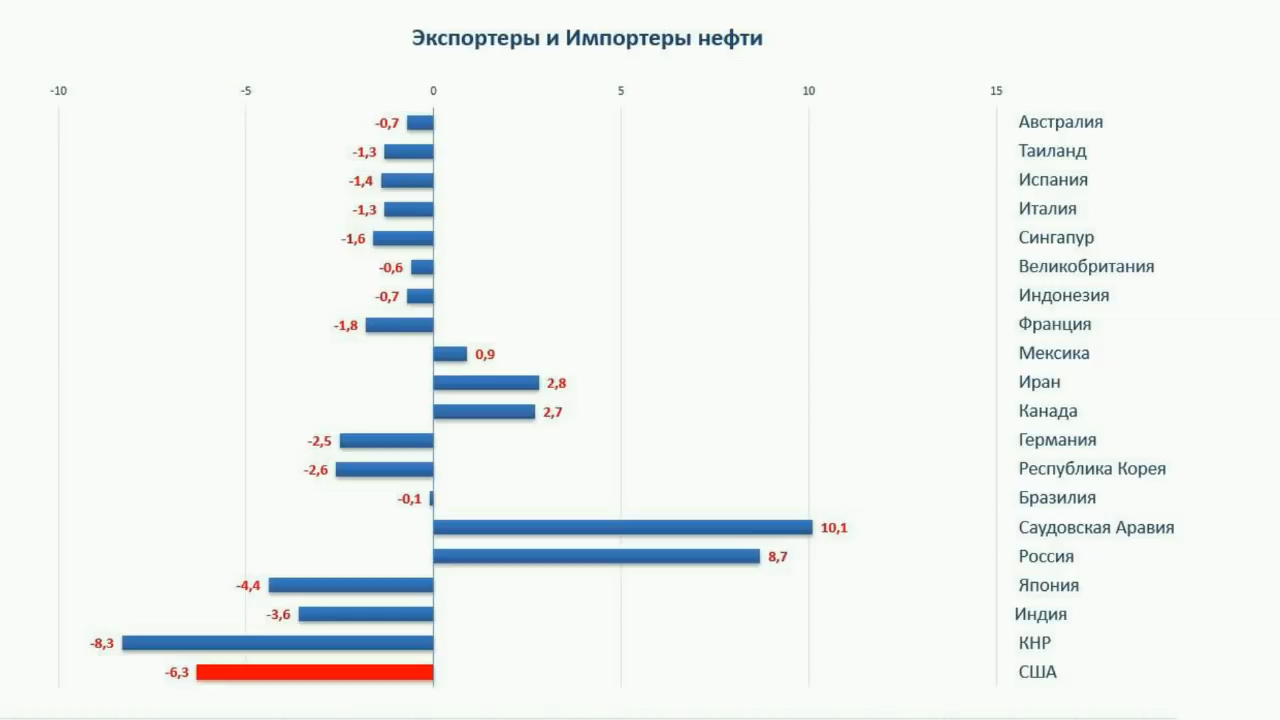 Экспортеры и Импортеры нефти
-10 -5 0 5 10 15
-0,7 Австралия
-1,3 Таиланд
-1,4 Испания
-1,3 Италия
-1,6 Сингапур
-0,6 Великобритания
-0,7 Индонезия
-1,8 Франция
0,9 Мексика
2,8 Иран
2,7 Канада
-2,5 Германия
-2,6 Республика Корея
-0,1 Бразилия
10,1 Саудовская Аравия
8,7 Россия
-4,4 Япония
-3,6 Индия
-8,3 КНР
-6,3 США